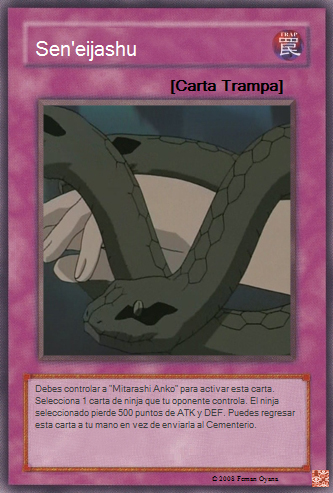 Sen'eijashu
TRAP
罠
[Carta Trampa]
Debes controlar a "Mitarashi Anko" para activar esta carta.
Selecciona 1 carta de ninja que tu oponente controla. El ninja
seleccionado pierde 500 puntos de ATK y DEF. Puedes regresar
esta carta a tu mano en vez de enviarla al Cementerio.
© 2008 Fornan Oyana